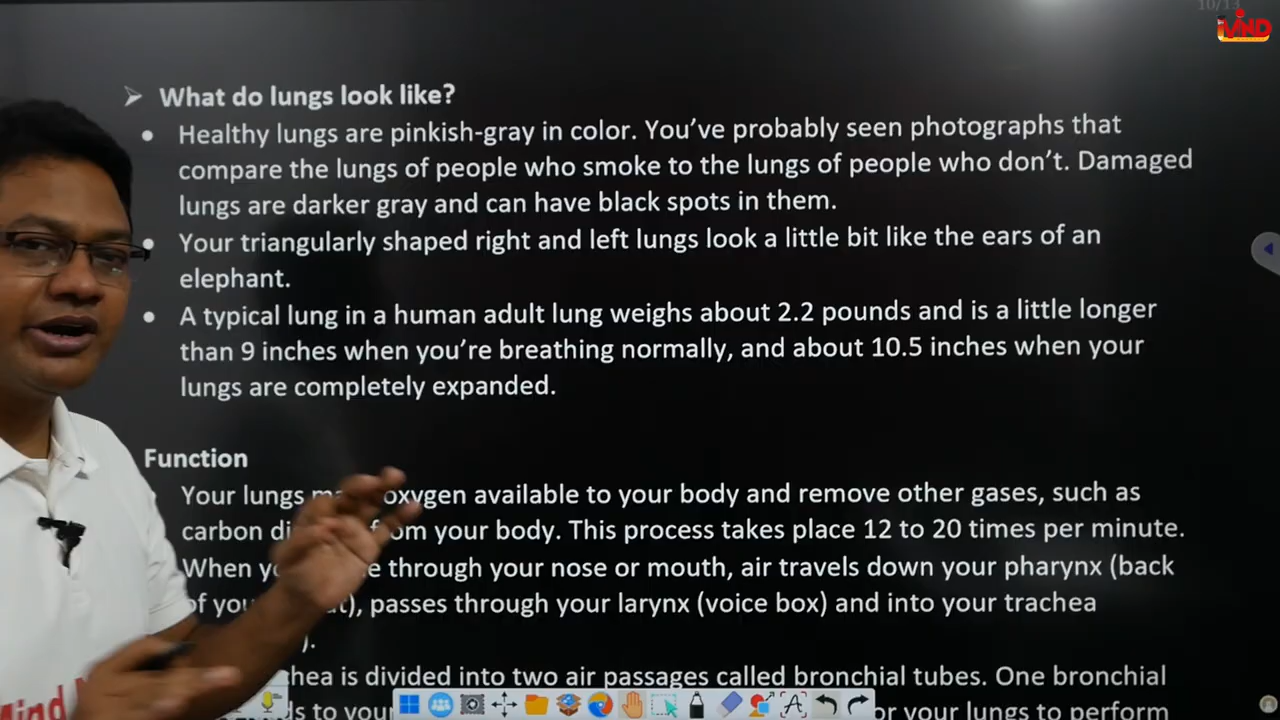 10/13
MIND
➤ What do lungs look like?
• Healthy lungs are pinkish-gray in color. You've probably seen photographs that
compare the lungs of people who smoke to the lungs of people who don't. Damaged
lungs are darker gray and can have black spots in them.
• Your triangularly shaped right and left lungs look a little bit like the ears of an
elephant.
• A typical lung in a human adult lung weighs about 2.2 pounds and is a little longer
than 9 inches when you're breathing normally, and about 10.5 inches when your
lungs are completely expanded.
Function
Your lungs oxygen available to your body and remove other gases, such as
carbon from your body. This process takes place 12 to 20 times per minute.
When through your nose or mouth, air travels down your pharynx (back
of passes through your larynx (voice box) and into your trachea
).
is divided into two air passages called bronchial tubes. One bronchial
to your or your lungs to perform
Mind